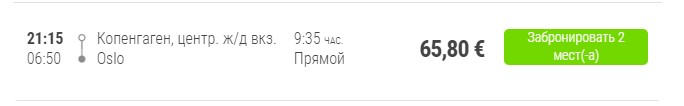 21:15 Копенгаген, центр. ж/д вкз. 9:35 час.
06:50 Oslo Прямой
65,80 €
Забронировать 2
мест(-а)